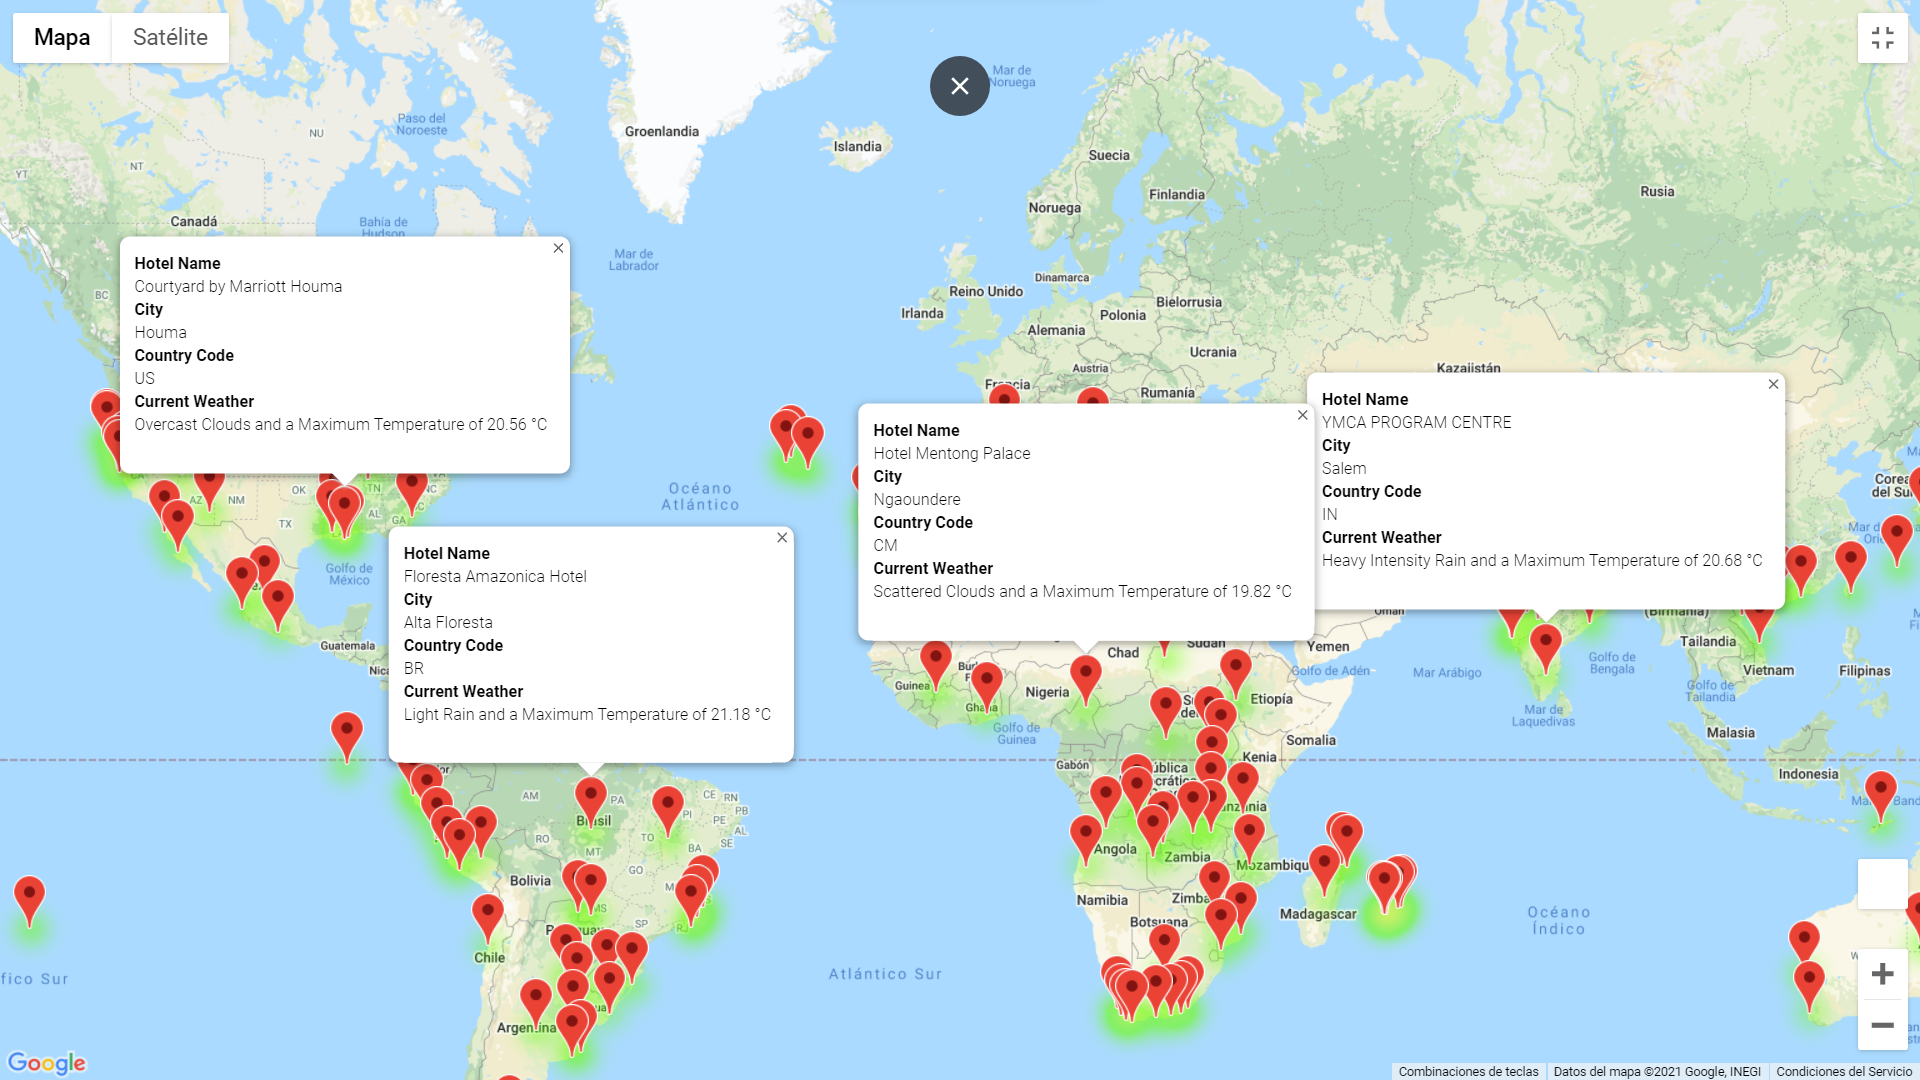 Mapa
Satélite
Mar de
Noruega
Paso del
Noroeste
Groenlandia
NU
Islandia
Suecia
NT
YT
Finlandia
Rusia
Noruega
Canadá
Bahía de
Hudson
Mar de
Labrador
Dinamarca
Reino Unido
BC
Bielorrusia
Irlanda
Polonia
Alemania
Ucrania
Austria
Kazajistán
Francia
Rumanía
Hotel Name
Courtyard by Marriott Houma
City
Houma
Country Code
US
Current Weather
Overcast Clouds and a Maximum Temperature of 20.56 °C
Hotel Name
YMCA PROGRAM CENTRE
City
Salem
Country Code
IN
Current Weather
Heavy Intensity Rain and a Maximum Temperature of 20.68 °C
Hotel Name
Hotel Mentong Palace
City
Ngaoundere
Country Code
CM
Current Weather
Scattered Clouds and a Maximum Temperature of 19.82 °C
Hotel Name
Floresta Amazonica Hotel
City
Alta Floresta
Country Code
BR
Current Weather
Light Rain and a Maximum Temperature of 21.18 °C
CA
AZ
NM
OK
TN
NC
TX
AL
GA
Océano
Atlántico
Corea
del Sur
Golfo de
México
Guatemala
Nica
Omán
(Birmania)
Tailandia
Vietnam
Filipinas
Yemen
Golfo de Adén
Mar Arábigo
Golfo de
Bengala
Golfo de
Tailandia
Mar de
Laquedivas
Malasia
Indonesia
Chad
Sudán
Guinea
Nigeria
Ghana
Golfo de
Guinea
Etiopía
Somalia
Kenia
Gabón
Angola
Zambia
Mozambique
Namibia
Botsuana
Madagascar
Océano
Índico
AM
PA
CE
RN
PB
PI
PE
AL
SE
TO
BA
RO
MT
GO
MS
SP
Brasil
Bolivia
Chile
Argentina
fico Sur
Atlántico Sur
Google
Combinaciones de teclas
Datos del mapa ©2021 Google, INEGI
Condiciones del Servicio